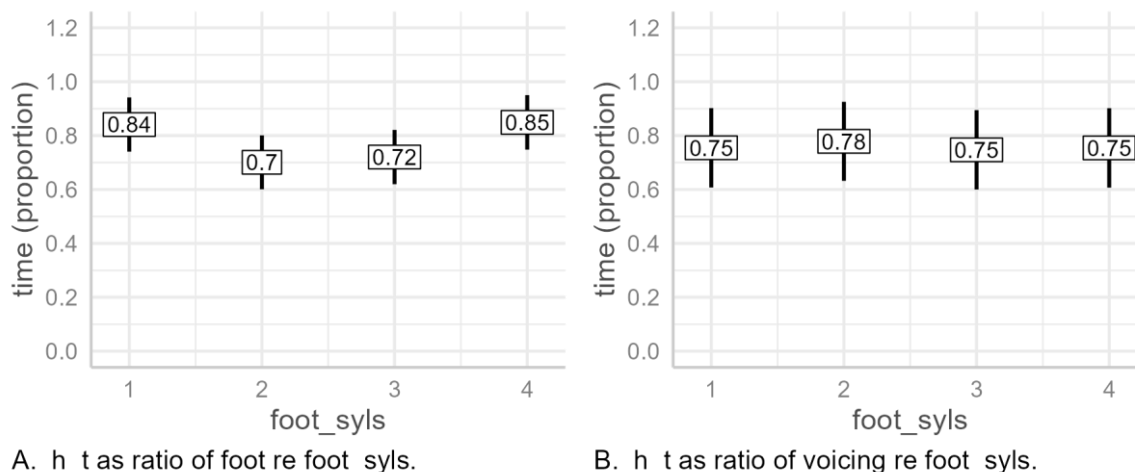 1.2
1.0
0.8
0.6
0.4
0.2
0.0
time (proportion)
0.84
0.7
0.72
0.85
1 2 3 4
foot_syls
A. h t as ratio of foot re foot syls.
1.2
1.0
0.8
0.6
0.4
0.2
0.0
time (proportion)
0.75
0.78
0.75
0.75
1 2 3 4
foot_syls
B. h t as ratio of voicing re foot syls.